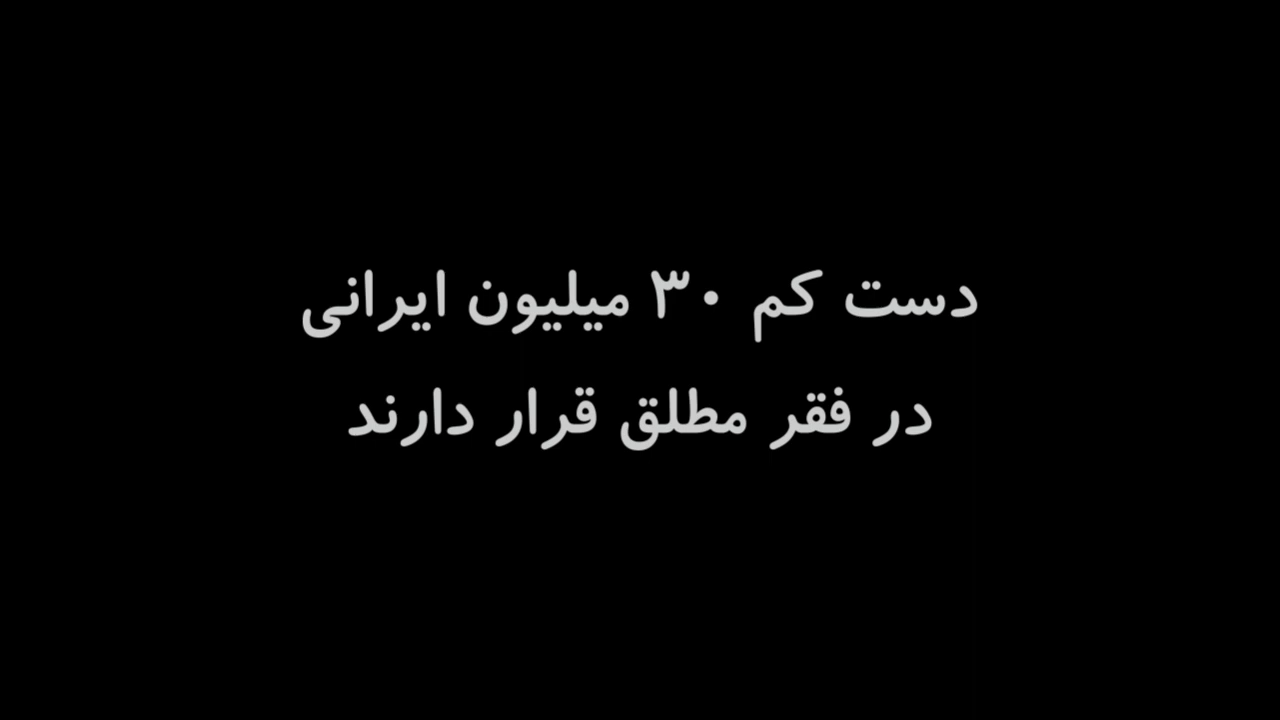 دست کم ۳۰ میلیون ایرانی
در فقر مطلق قرار دارند